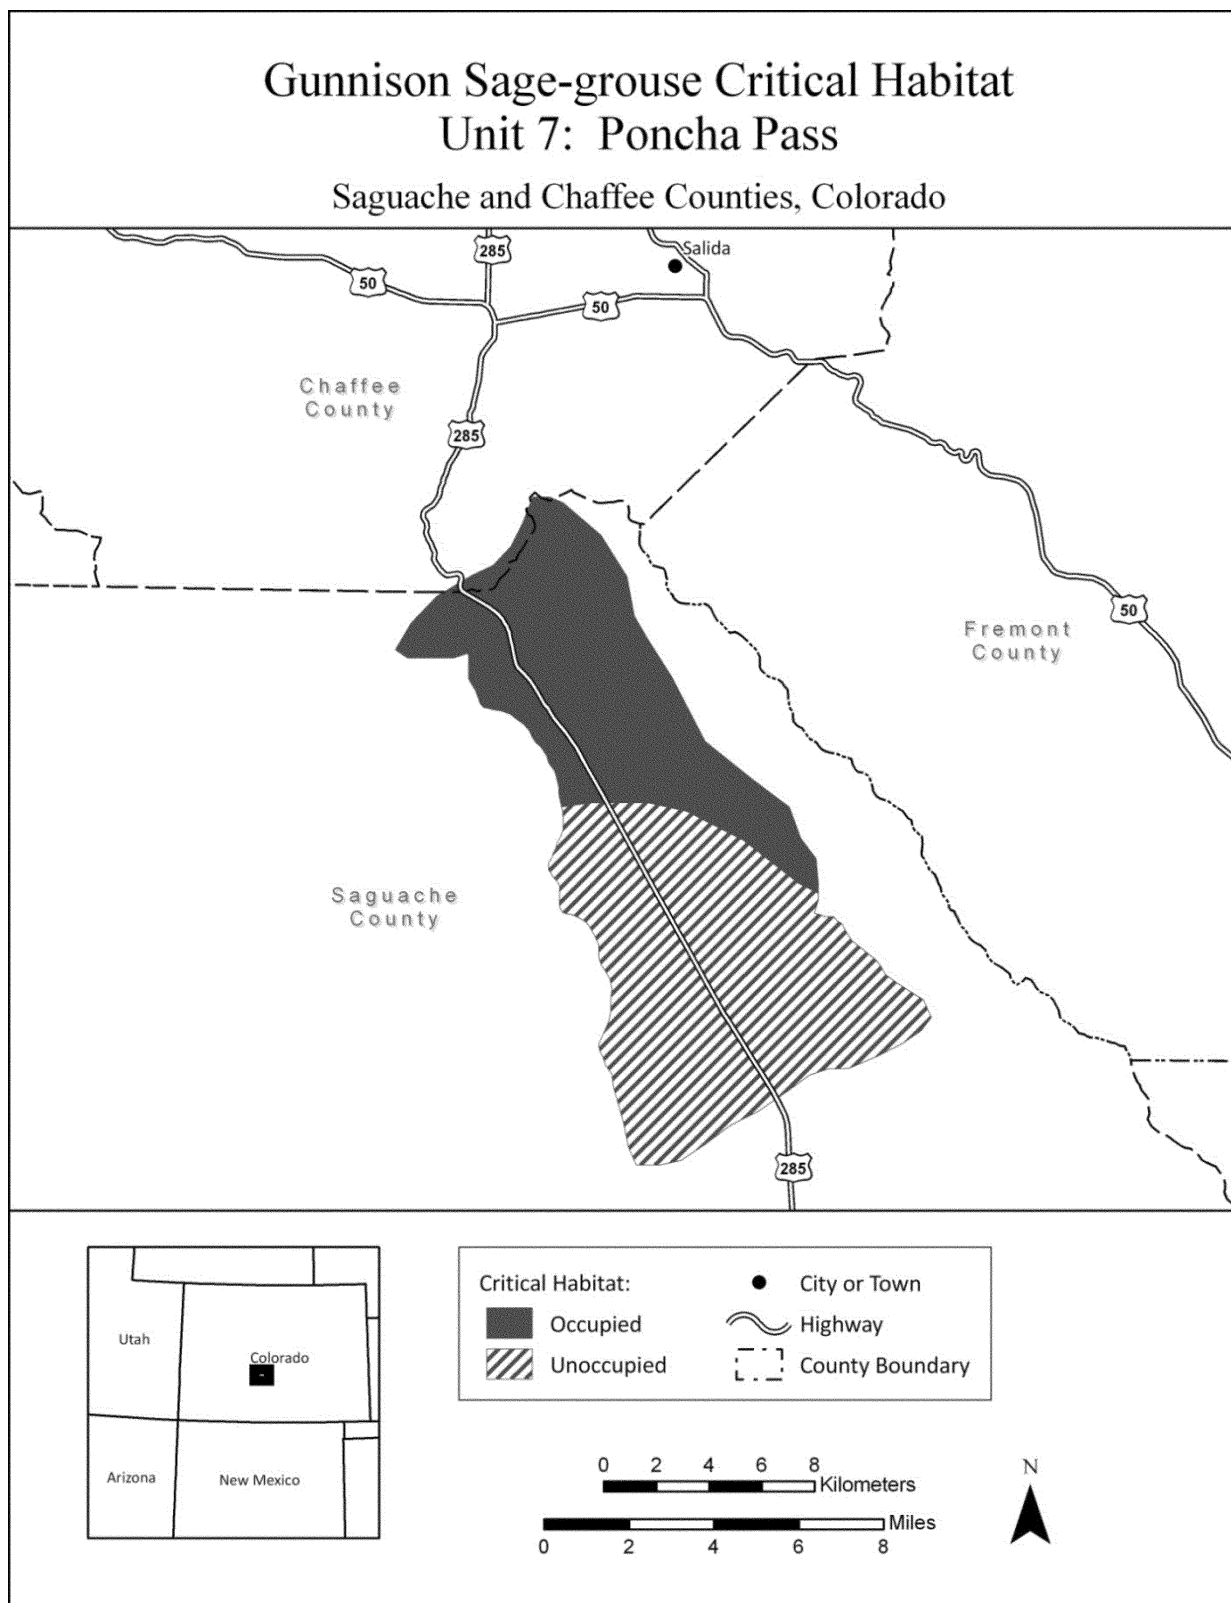 Gunnison Sage-grouse Critical Habitat
Unit 7: Poncha Pass
Saguache and Chaffee Counties, Colorado
285
Salida
50
50
Chaffee
County
285
50
Fremont
County
Saguache
County
285
Utah
Colorado
Arizona
New Mexico
Critical Habitat:
Occupied
Unoccupied
City or Town
Highway
County Boundary
0 2 4 6 8
Kilometers
Miles
0 2 4 6 8
N